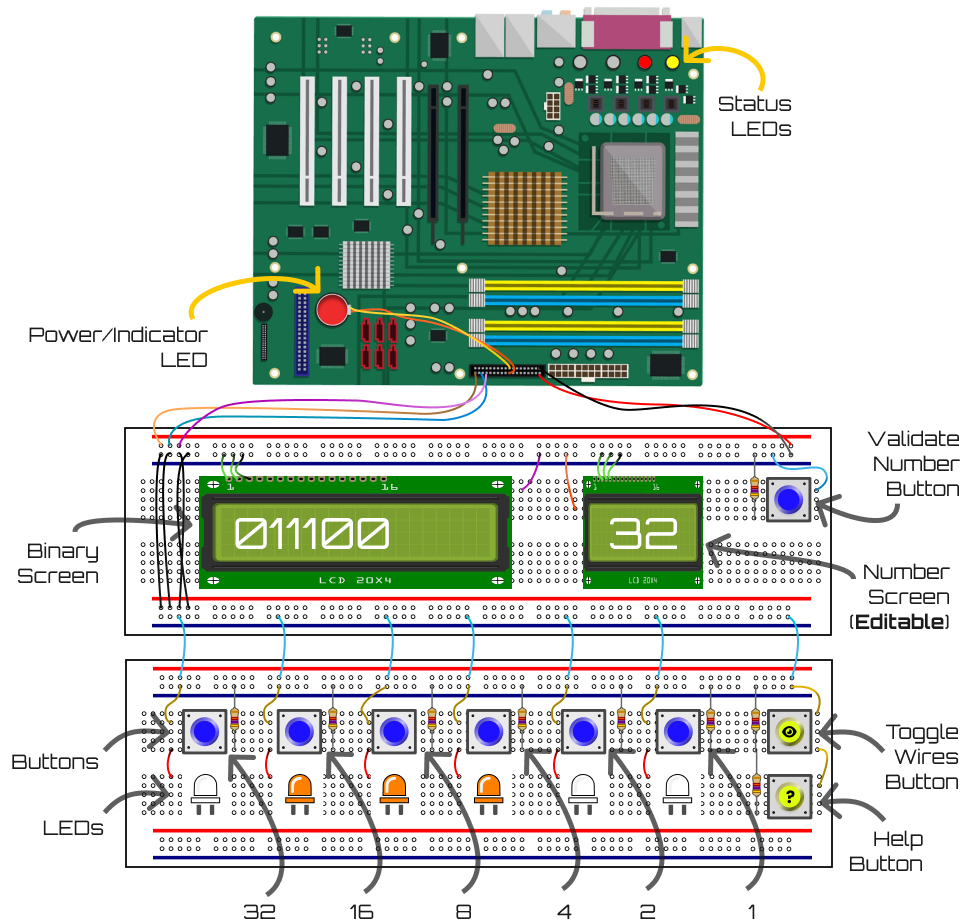 Status
LEDs
Power/Indicator
LED
Validate
Number
Button
1 16
1 16
011100
32
Binary
Screen
LCD 20X4
LCD 20X4
Number
Screen
(Editable)
Buttons
Toggle
Wires
Button
LEDs
?
Help
Button
32 16 8 4 2 1